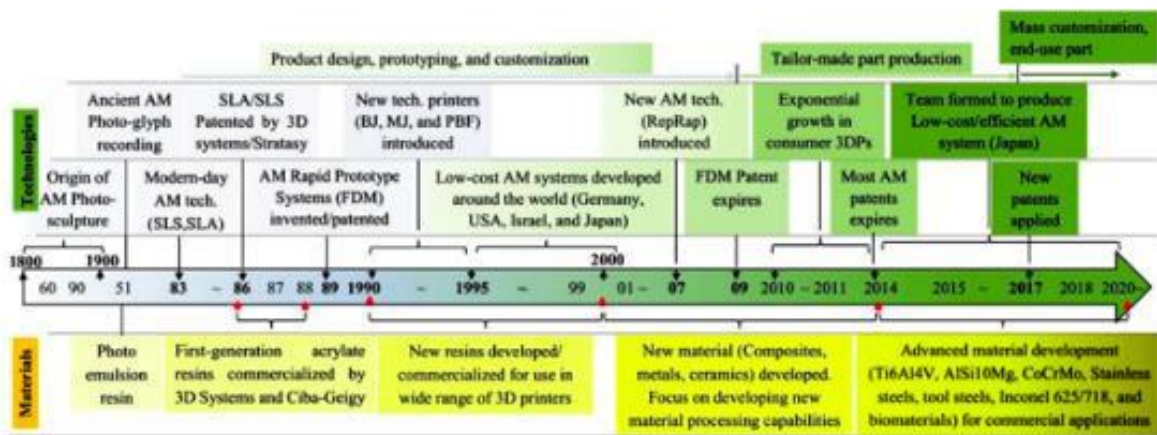 Mass customization,
end-use part
Product design, prototyping, and customization
Tailor-made part production
Technologies
Ancient AM
Photo-glyph
recording
SLA/SLS
Patented by 3D
systems/Stratasy
New tech. printers
(BJ, MJ, and PBF)
introduced
New AM tech.
(RepRap)
introduced
Exponential
growth in
consumer 3DPs
Team formed to produce
Low-cost/efficient AM
system (Japan)
Origin of
AM Photo-
sculpture
Modern-day
AM tech.
(SLS,SLA)
AM Rapid Prototype
Systems (FDM)
invented/patented
Low-cost AM systems developed
around the world (Germany,
USA, Israel, and Japan)
FDM Patent
expires
Most AM
patents
expires
New
patents
applied
1800 1900 2000
60 90 51 83 ~ 86 87 88 89 1990 ~ 1995 ~ 99 01 ~ 07 09 2010 ~ 2011 2014 2015 ~ 2017 2018 2020~
Materials
Photo
emulsion
resin
First-generation acrylate
resins commercialized by
3D Systems and Ciba-Geigy
New resins developed/
commercialized for use in
wide range of 3D printers
New material (Composites,
metals, ceramics) developed.
Focus on developing new
material processing capabilities
Advanced material development
(Ti6Al4V, AlSi10Mg, CoCrMo, Stainless
steels, tool steels, Inconel 625/718, and
biomaterials) for commercial applications